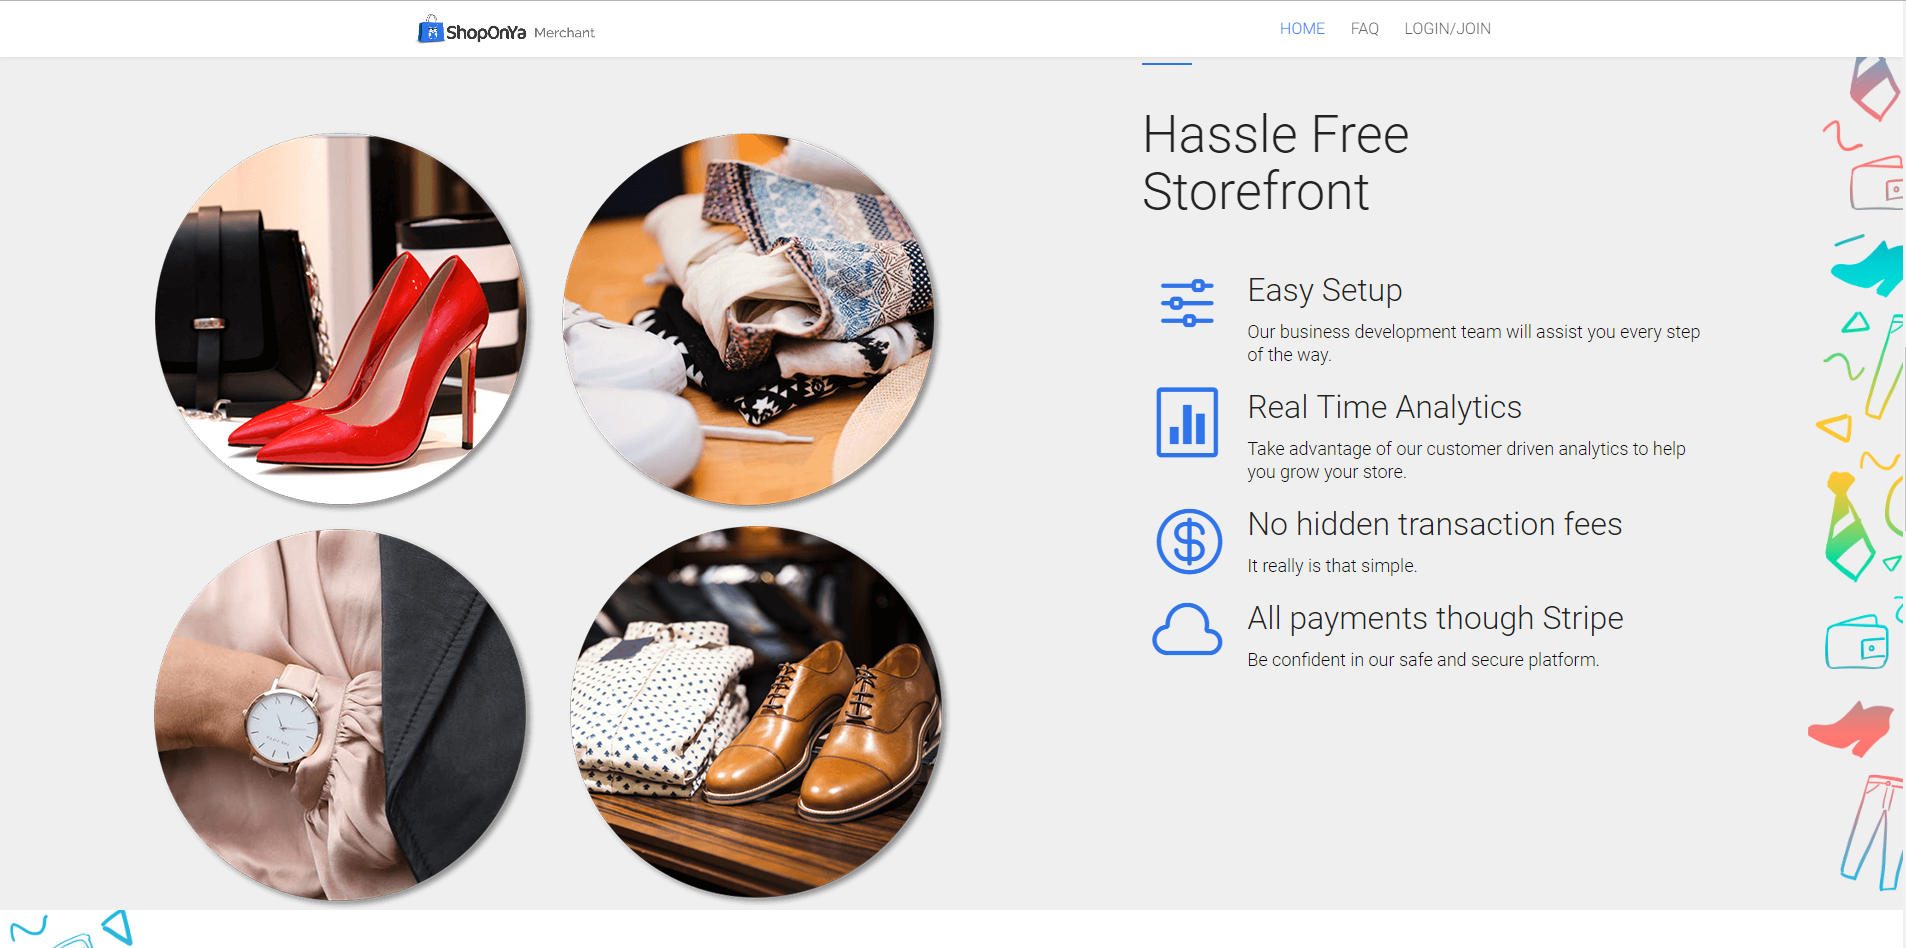 ShopOnYa Merchant
HOME FAQ LOGIN/JOIN
Hassle Free
Storefront
Easy Setup
Our business development team will assist you every step
of the way.
Real Time Analytics
Take advantage of our customer driven analytics to help
you grow your store.
No hidden transaction fees
It really is that simple.
All payments though Stripe
Be confident in our safe and secure platform.